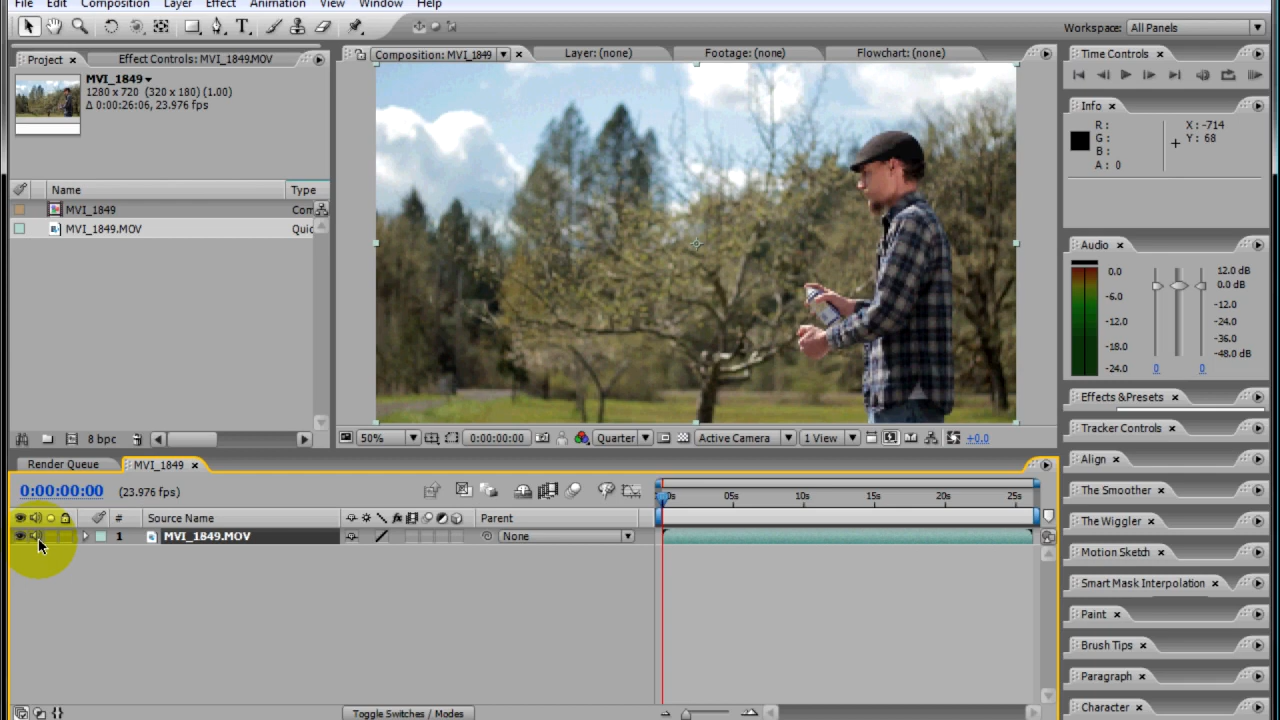 File Edit Composition Layer Effect Animation View Window Help
Workspace: All Panels
Project × Effect Controls: MVI_1849.MOV
Composition: MVI_1849 × Layer: (none) Footage: (none) Flowchart: (none)
Time Controls ×
MVI_1849
1280 x 720 (320 x 180) (1.00)
Δ 0:00:26:06, 23.976 fps
Info ×
R :
G :
B :
A : 0
X : -714
Y : 68
Name Type
MVI_1849 Com
MVI_1849.MOV Quic
Audio ×
0.0
-6.0
-12.0
-18.0
-24.0
12.0 dB
0.0 dB
-12.0
-24.0
-36.0
-48.0 dB
0 0
Effects &Presets ×
Tracker Controls ×
Align ×
The Smoother ×
The Wiggler ×
Motion Sketch ×
Smart Mask Interpolation ×
Paint ×
Brush Tips ×
Paragraph ×
Character ×
8 bpc
50% 0:00:00:00 Quarter Active Camera 1 View +0.0
Render Queue MVI_1849 ×
0:00:00:00 (23.976 fps)
05s 10s 15s 20s 25s
# Source Name Parent
1 MVI_1849.MOV None
Toggle Switches / Modes